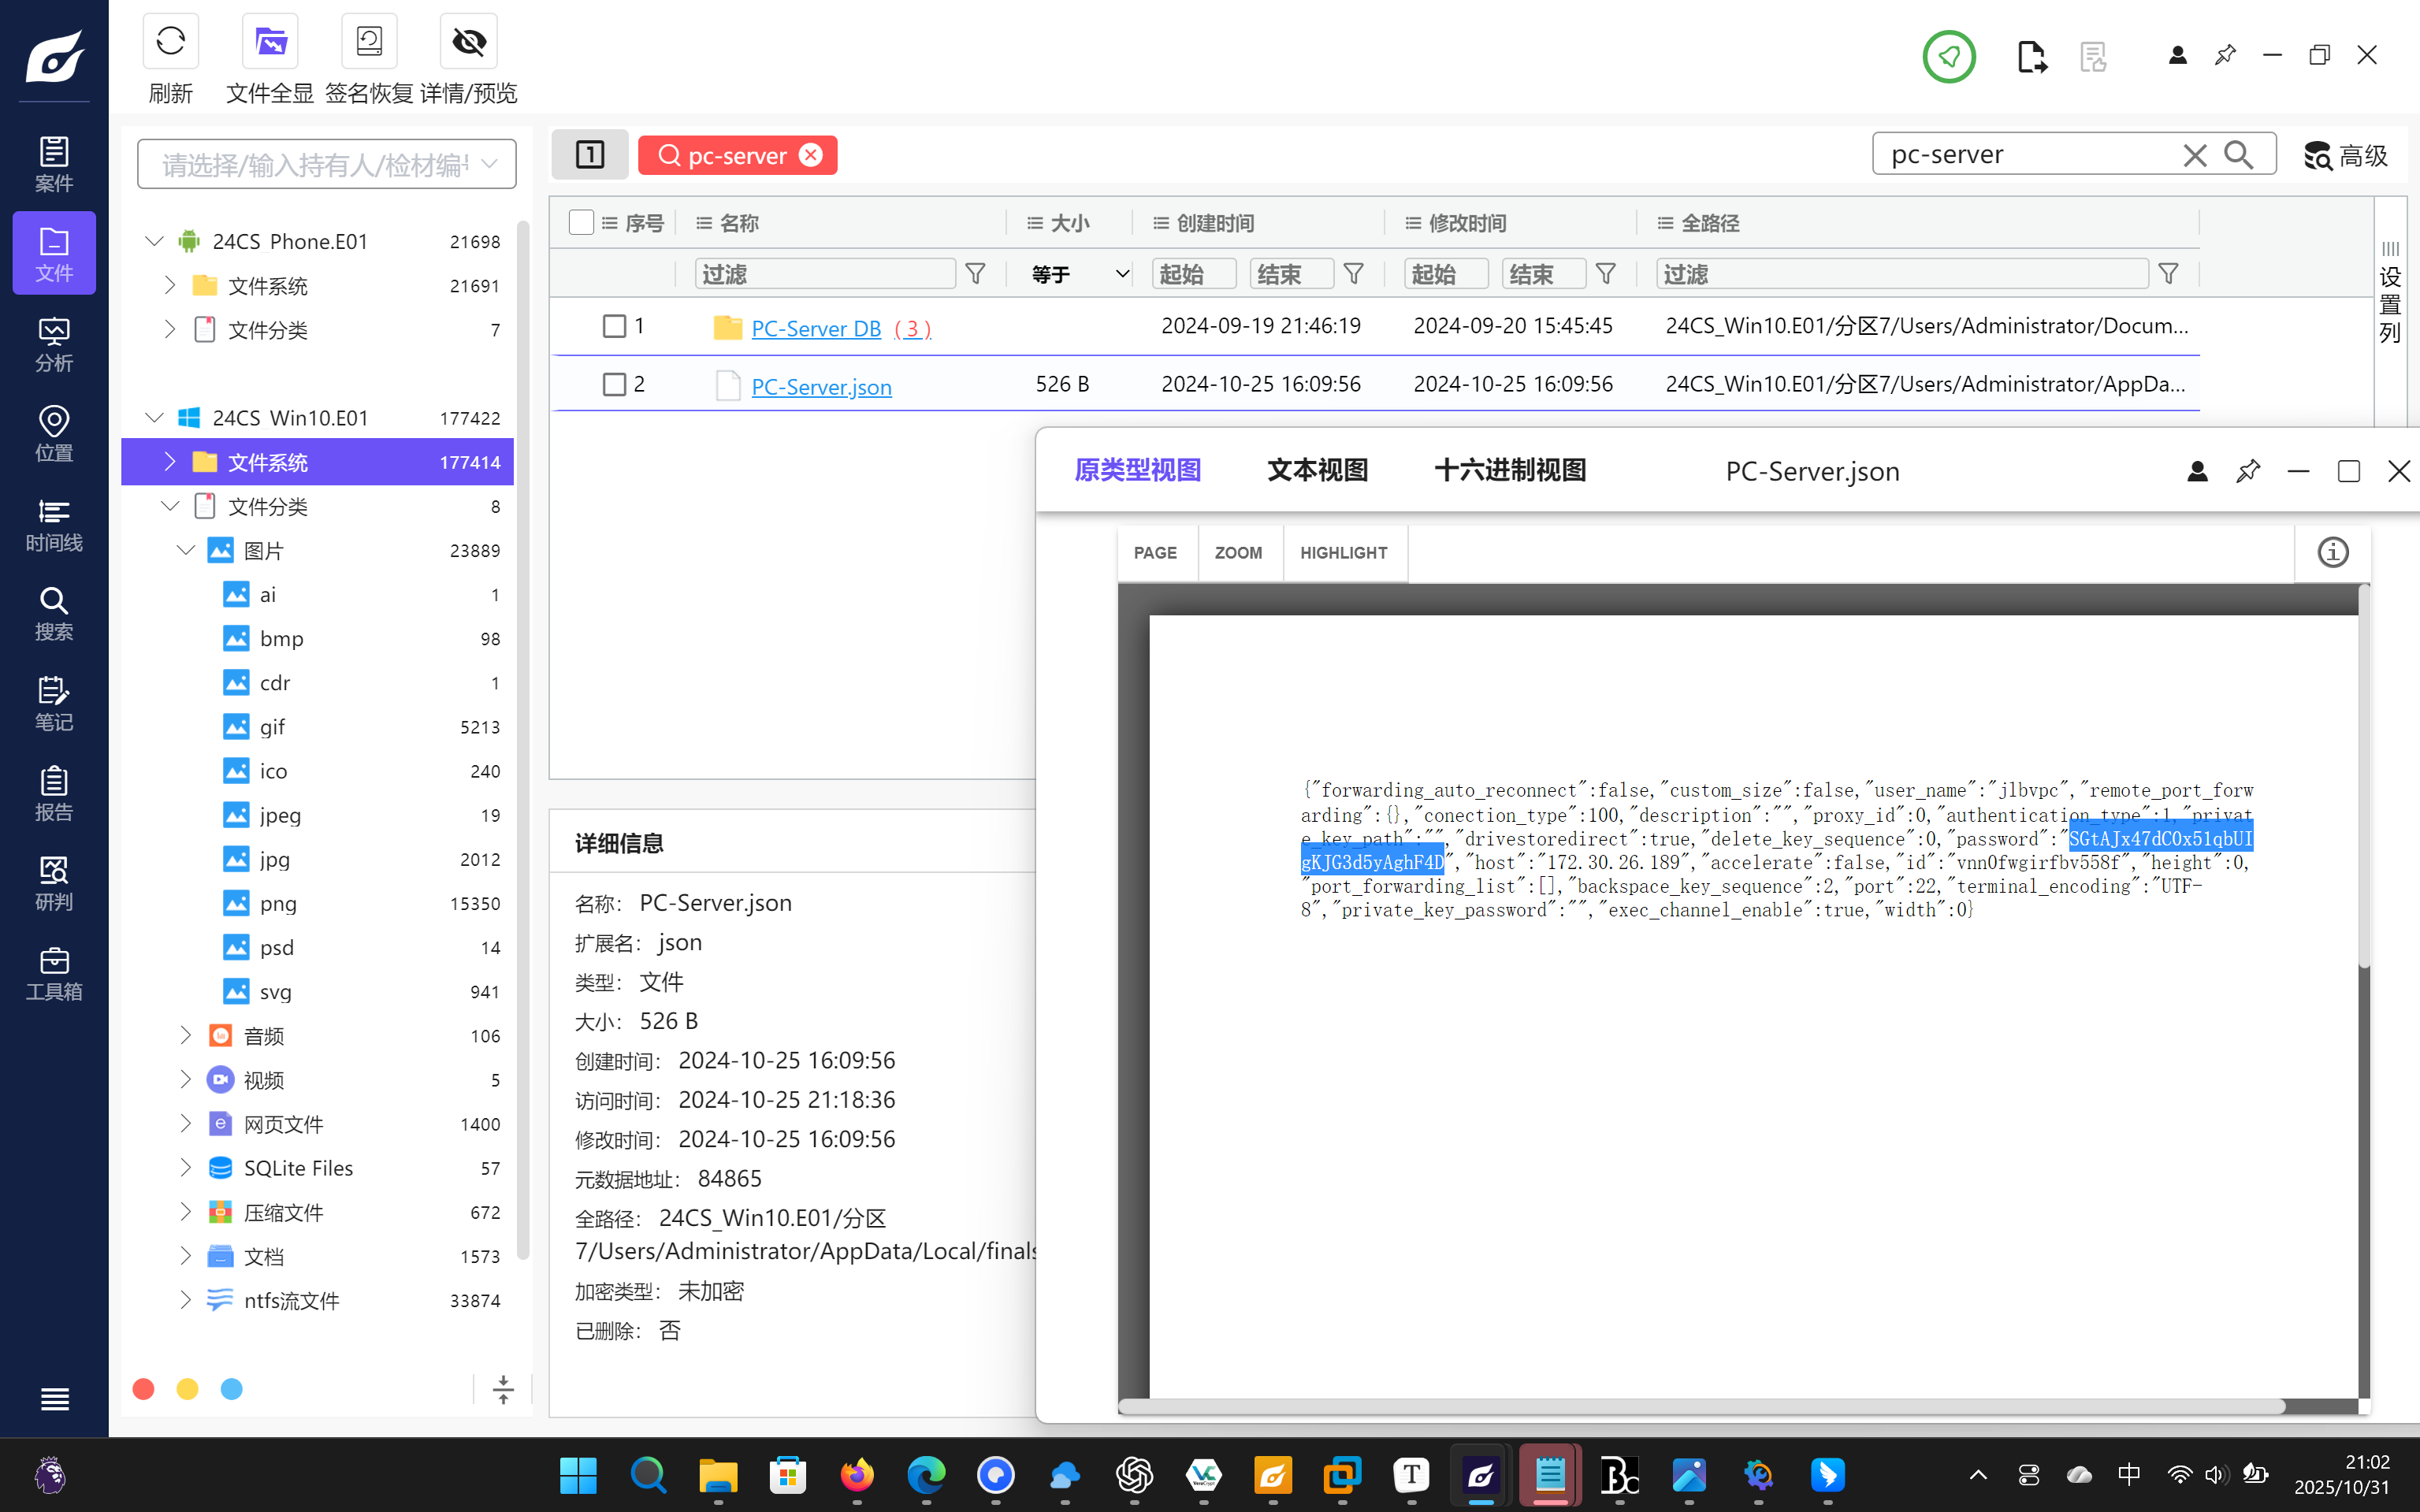 刷新
文件全显
签名恢复
详情/预览
案件
文件
分析
位置
时间线
搜索
笔记
报告
研判
工具箱
请选择/输入持有人/检材编号
24CS_Phone.E01 21698
文件系统 21691
文件分类 7
24CS_Win10.E01 177422
文件系统 177414
文件分类 8
图片 23889
ai 1
bmp 98
cdr 1
gif 5213
ico 240
jpeg 19
jpg 2012
png 15350
psd 14
svg 941
音频 106
视频 5
网页文件 1400
SQLite Files 57
压缩文件 672
文档 1573
ntfs流文件 33874
1
pc-server
pc-server
高级
序号 名称 大小 创建时间 修改时间 全路径
过滤 等于 起始 结束 起始 结束 过滤
1 PC-Server DB (3) 2024-09-19 21:46:19 2024-09-20 15:45:45 24CS_Win10.E01/分区7/Users/Administrator/Docum...
2 PC-Server.json 526 B 2024-10-25 16:09:56 2024-10-25 16:09:56 24CS_Win10.E01/分区7/Users/Administrator/AppDa...
设置列
详细信息
名称： PC-Server.json
扩展名： json
类型： 文件
大小： 526 B
创建时间： 2024-10-25 16:09:56
访问时间： 2024-10-25 21:18:36
修改时间： 2024-10-25 16:09:56
元数据地址： 84865
全路径： 24CS_Win10.E01/分区
7/Users/Administrator/AppData/Local/finals
加密类型： 未加密
已删除： 否
原类型视图 文本视图 十六进制视图 PC-Server.json
PAGE ZOOM HIGHLIGHT
{"forwarding_auto_reconnect":false,"custom_size":false,"user_name":"jlbvpc","remote_port_forw
arding":{},"conection_type":100,"description":"","proxy_id":0,"authentication_type":1,"privat
e_key_path":"","drivestoredirect":true,"delete_key_sequence":0,"password":"SGtAJx47dC0x51qbUI
gKJG3d5yAghF4D","host":"172.30.26.189","accelerate":false,"id":"vnn0fwgirfbv558f","height":0,
"port_forwarding_list":[],"backspace_key_sequence":2,"port":22,"terminal_encoding":"UTF-
8","private_key_password":"","exec_channel_enable":true,"width":0}
中
21:02
2025/10/31